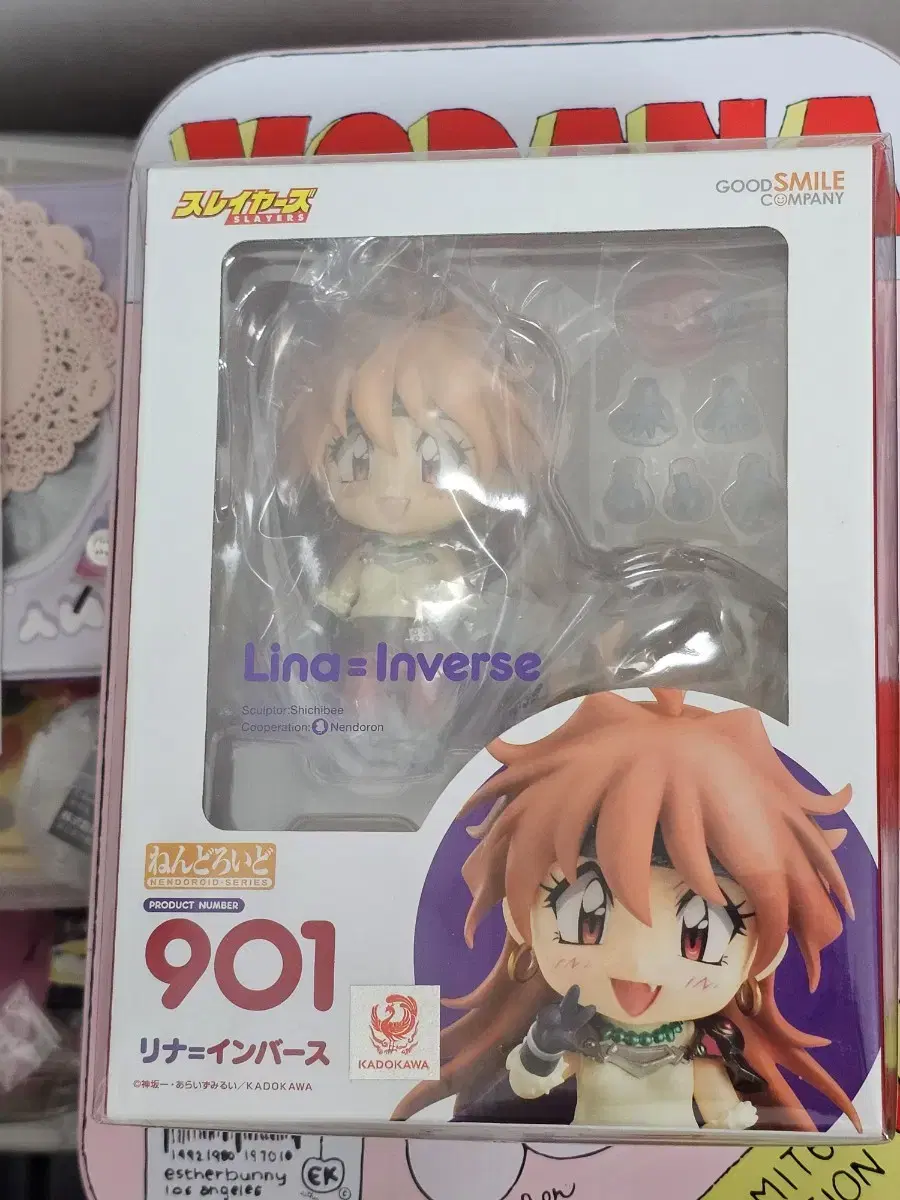 スレイヤーズ
SLAYERS
GOOD SMILE
COMPANY
Lina=Inverse
Sculptor:Shichibee
Cooperation: Nendoron
ねんどろいど
NENDOROID-SERIES
PRODUCT NUMBER
901
リナ=インバース
KADOKAWA
©神坂一・あらいずみるい/KADOKAWA
estherbunny
los angeles
EK